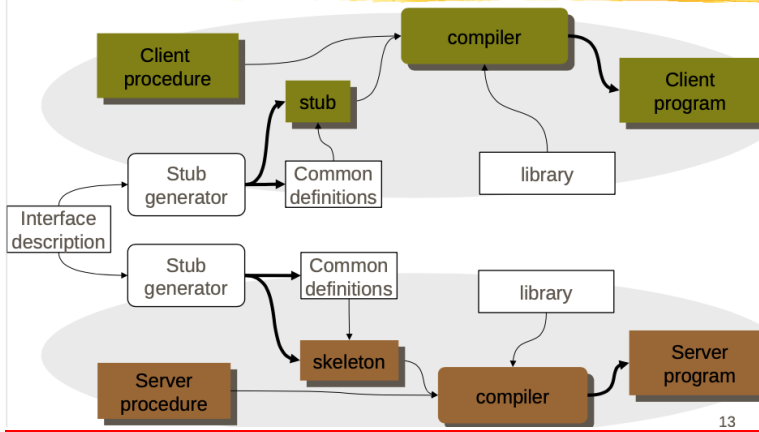 Client
procedure
compiler
Client
program
stub
Stub
generator
Common
definitions
library
Interface
description
Stub
generator
Common
definitions
library
skeleton
Server
procedure
compiler
Server
program
13